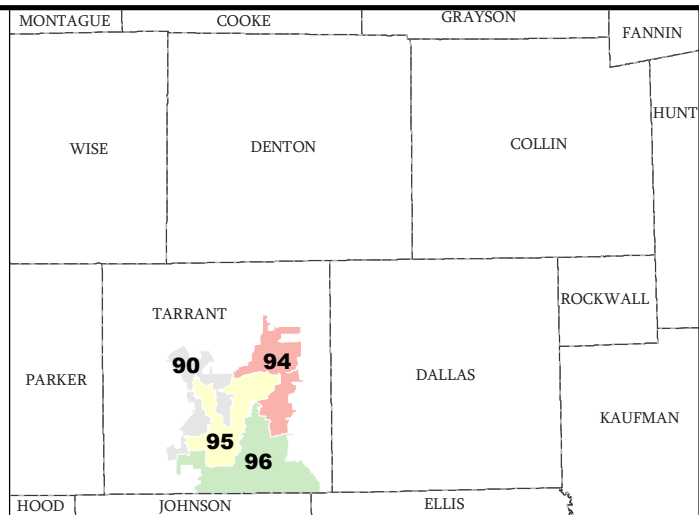 MONTAGUE COOKE GRAYSON
FANNIN
HUNT
WISE DENTON COLLIN
ROCKWALL
TARRANT
90 94
PARKER DALLAS
KAUFMAN
95
96
HOOD JOHNSON ELLIS